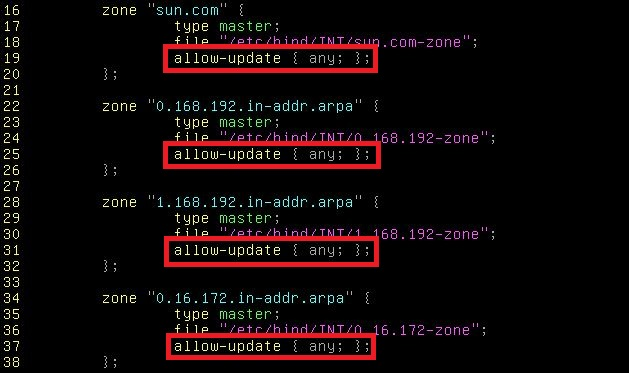 16 zone "sun.com" {
17 type master;
18 file "/etc/bind/INT/sun.com-zone";
19 allow-update { any; };
20 };
21
22 zone "0.168.192.in-addr.arpa" {
23 type master;
24 file "/etc/bind/INT/0.168.192-zone";
25 allow-update { any; };
26 };
27
28 zone "1.168.192.in-addr.arpa" {
29 type master;
30 file "/etc/bind/INT/1.168.192-zone";
31 allow-update { any; };
32 };
33
34 zone "0.16.172.in-addr.arpa" {
35 type master;
36 file "/etc/bind/INT/0.16.172-zone";
37 allow-update { any; };
38 };